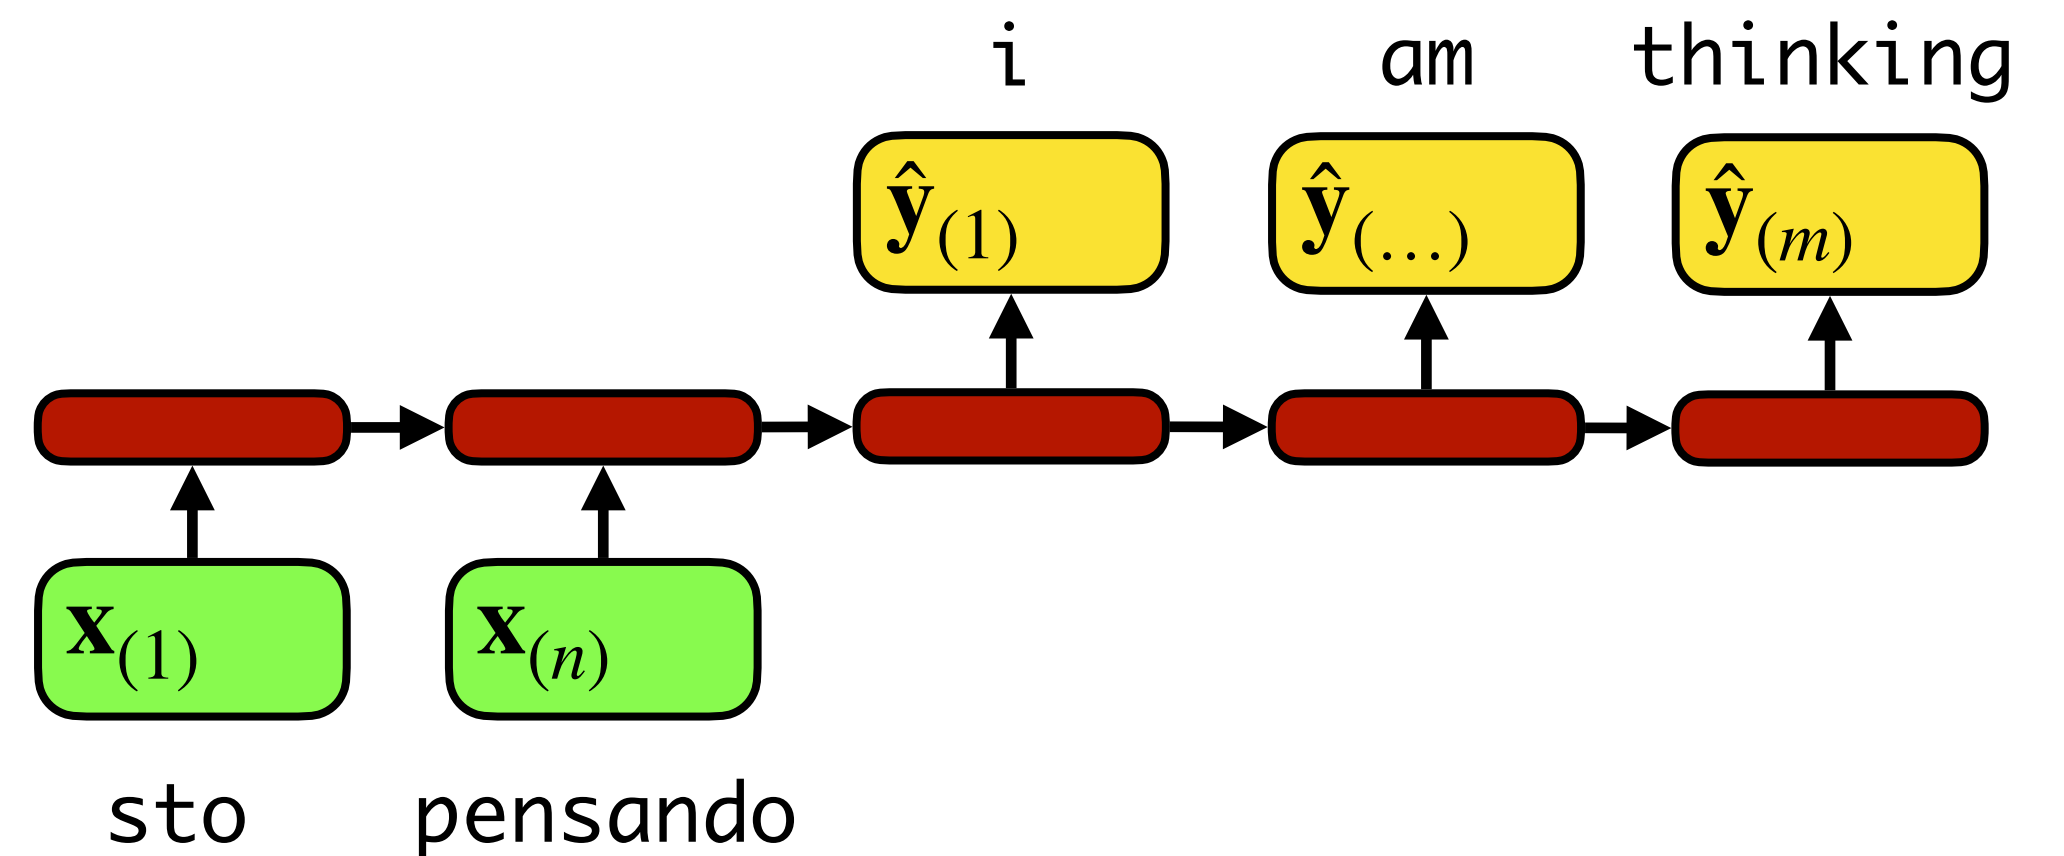 i am thinking
ŷ(1) ŷ(…) ŷ(m)
x(1) x(n)
sto pensando